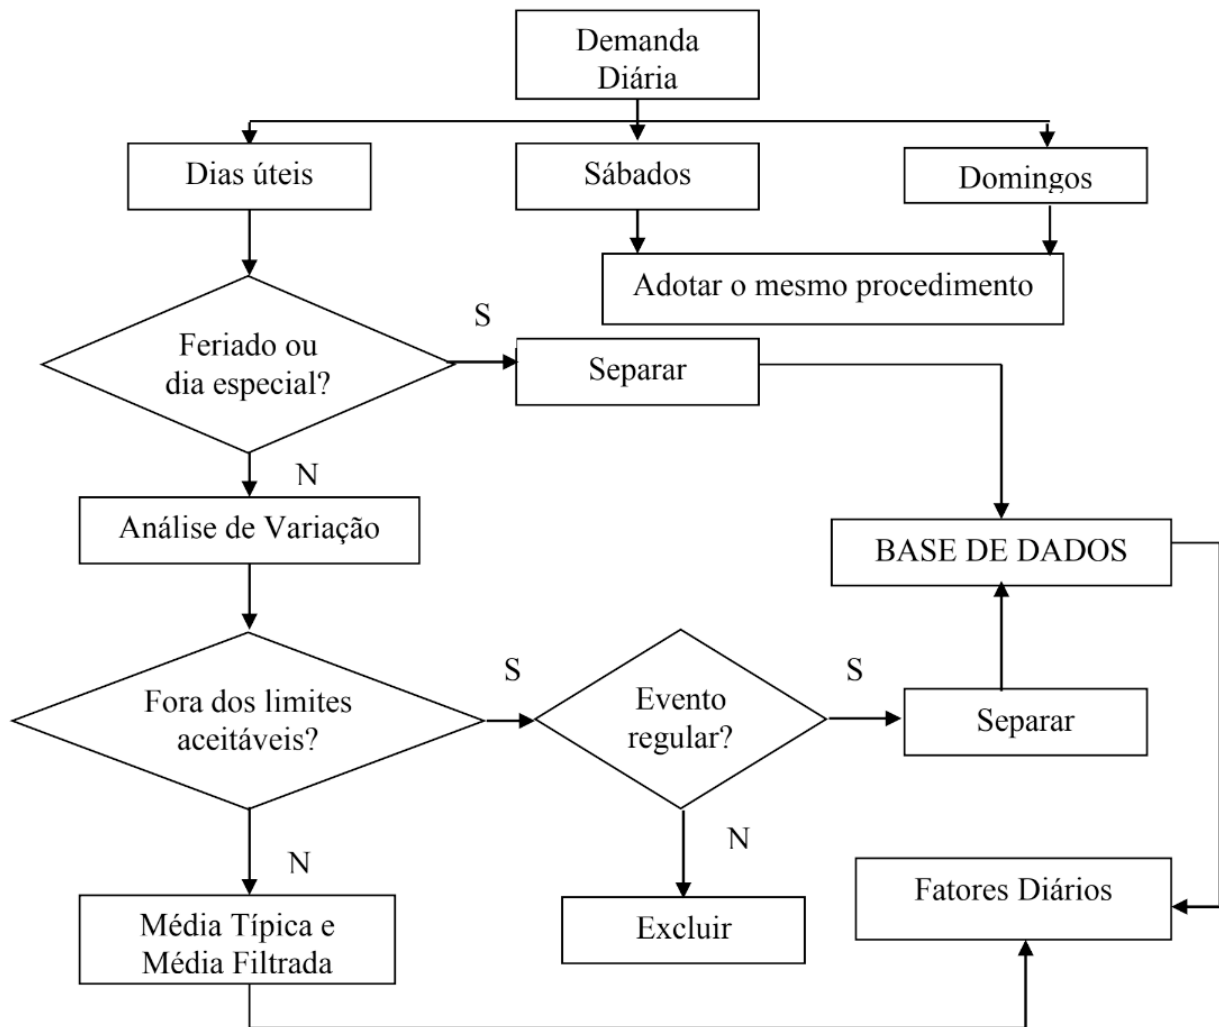 Demanda
Diária
Dias úteis
Sábados
Domingos
Adotar o mesmo procedimento
Feriado ou
dia especial?
S
Separar
N
Análise de Variação
BASE DE DADOS
Fora dos limites
aceitáveis?
S
Evento
regular?
S
Separar
N
N
Média Típica e
Média Filtrada
Excluir
Fatores Diários